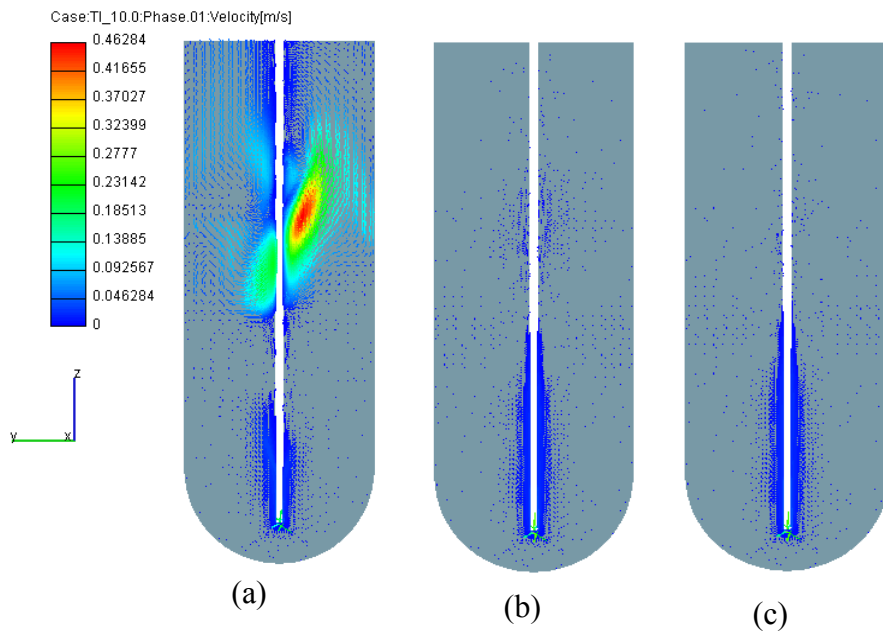 Case:TI_10.0:Phase.01:Velocity[m/s]
0.46284
0.41655
0.37027
0.32399
0.2777
0.23142
0.18513
0.13885
0.092567
0.046284
0
z
y
x
(a)
(b)
(c)